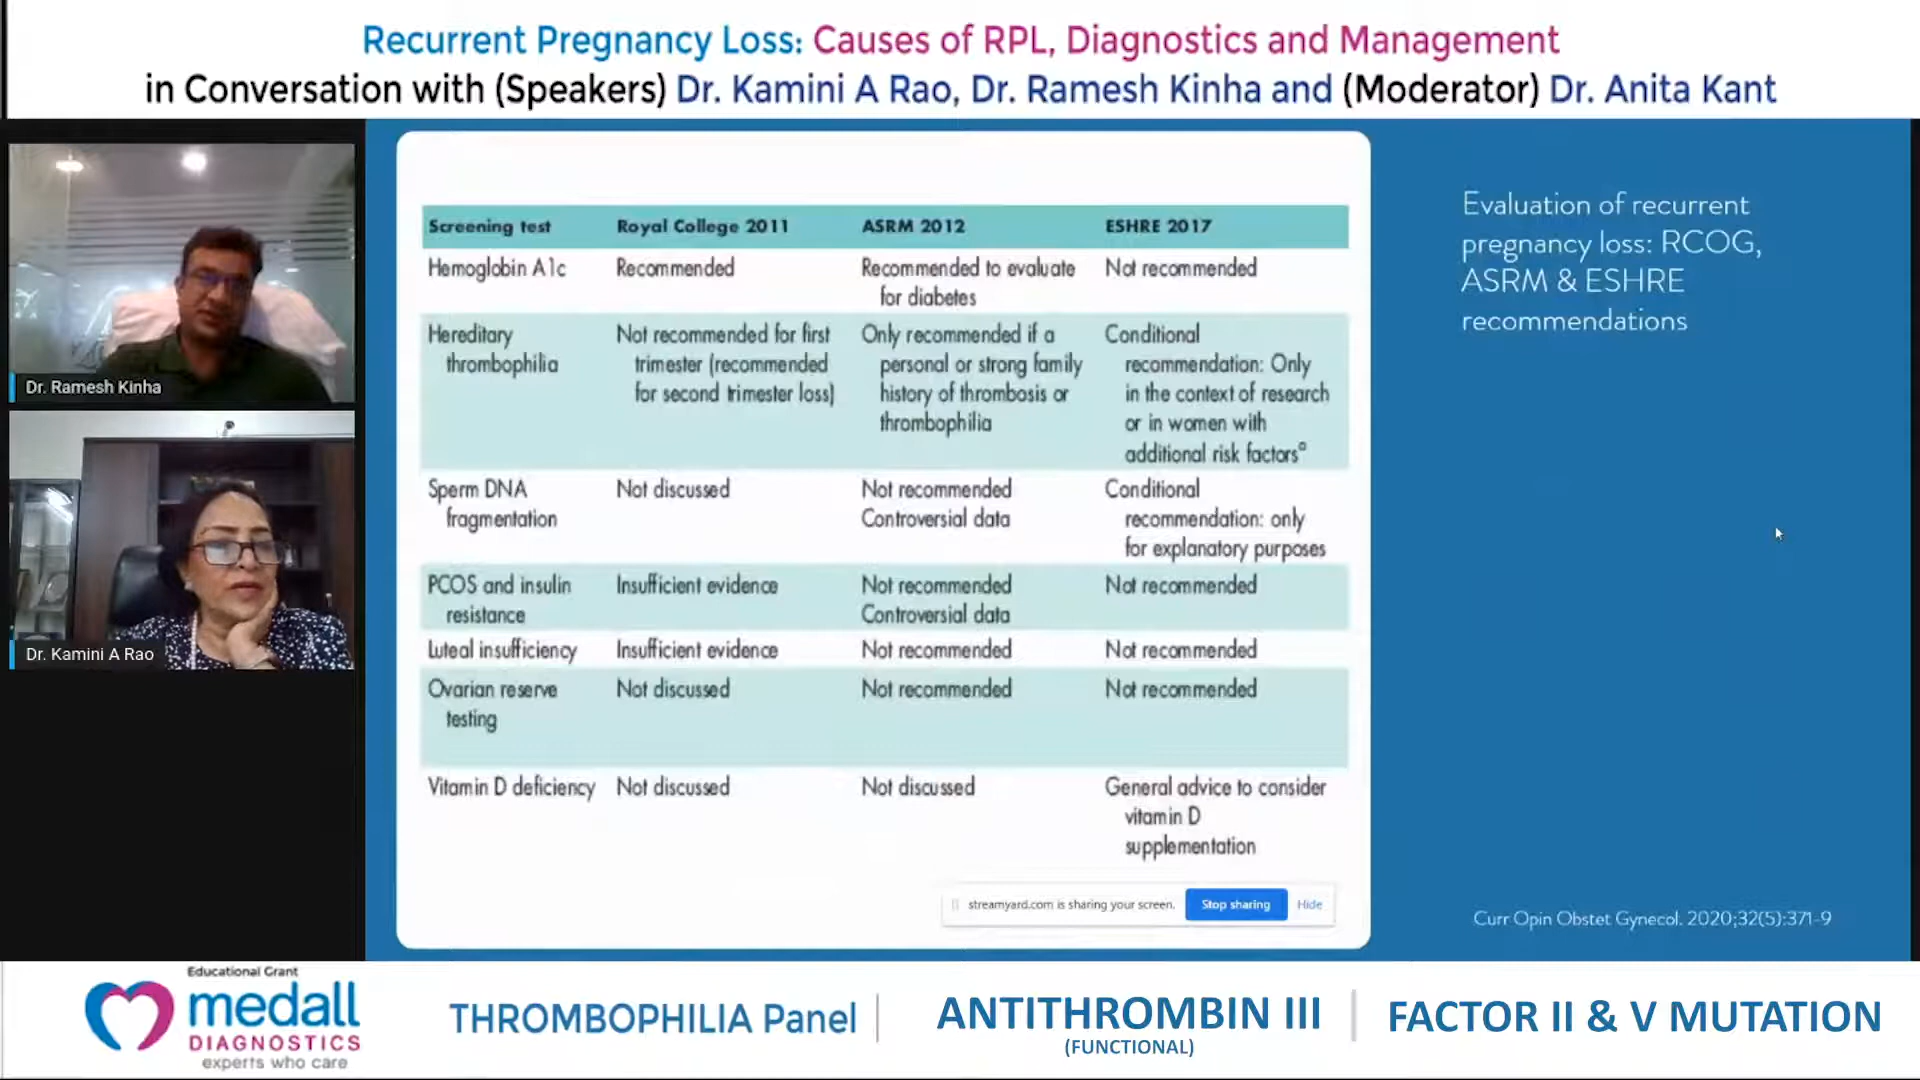 Recurrent Pregnancy Loss: Causes of RPL, Diagnostics and Management
in Conversation with (Speakers) Dr. Kamini A Rao, Dr. Ramesh Kinha and (Moderator) Dr. Anita Kant
Dr. Ramesh Kinha
Dr. Kamini A Rao
Screening test Royal College 2011 ASRM 2012 ESHRE 2017
Hemoglobin A1c Recommended Recommended to evaluate Not recommended
for diabetes
Hereditary Not recommended for first Only recommended if a Conditional
thrombophilia trimester (recommended personal or strong family recommendation: Only
for second trimester loss) history of thrombosis or in the context of research
thrombophilia or in women with
additional risk factorsª
Sperm DNA Not discussed Not recommended Conditional
fragmentation Controversial data recommendation: only
for explanatory purposes
PCOS and insulin Insufficient evidence Not recommended Not recommended
resistance Controversial data
Luteal insufficiency Insufficient evidence Not recommended Not recommended
Ovarian reserve Not discussed Not recommended Not recommended
testing
Vitamin D deficiency Not discussed Not discussed General advice to consider
vitamin D
supplementation
streamyard.com is sharing your screen. Stop sharing Hide
Evaluation of recurrent
pregnancy loss: RCOG,
ASRM & ESHRE
recommendations
Curr Opin Obstet Gynecol. 2020;32(5):371-9
Educational Grant
medall
DIAGNOSTICS
experts who care
THROMBOPHILIA Panel
ANTITHROMBIN III
(FUNCTIONAL)
FACTOR II & V MUTATION